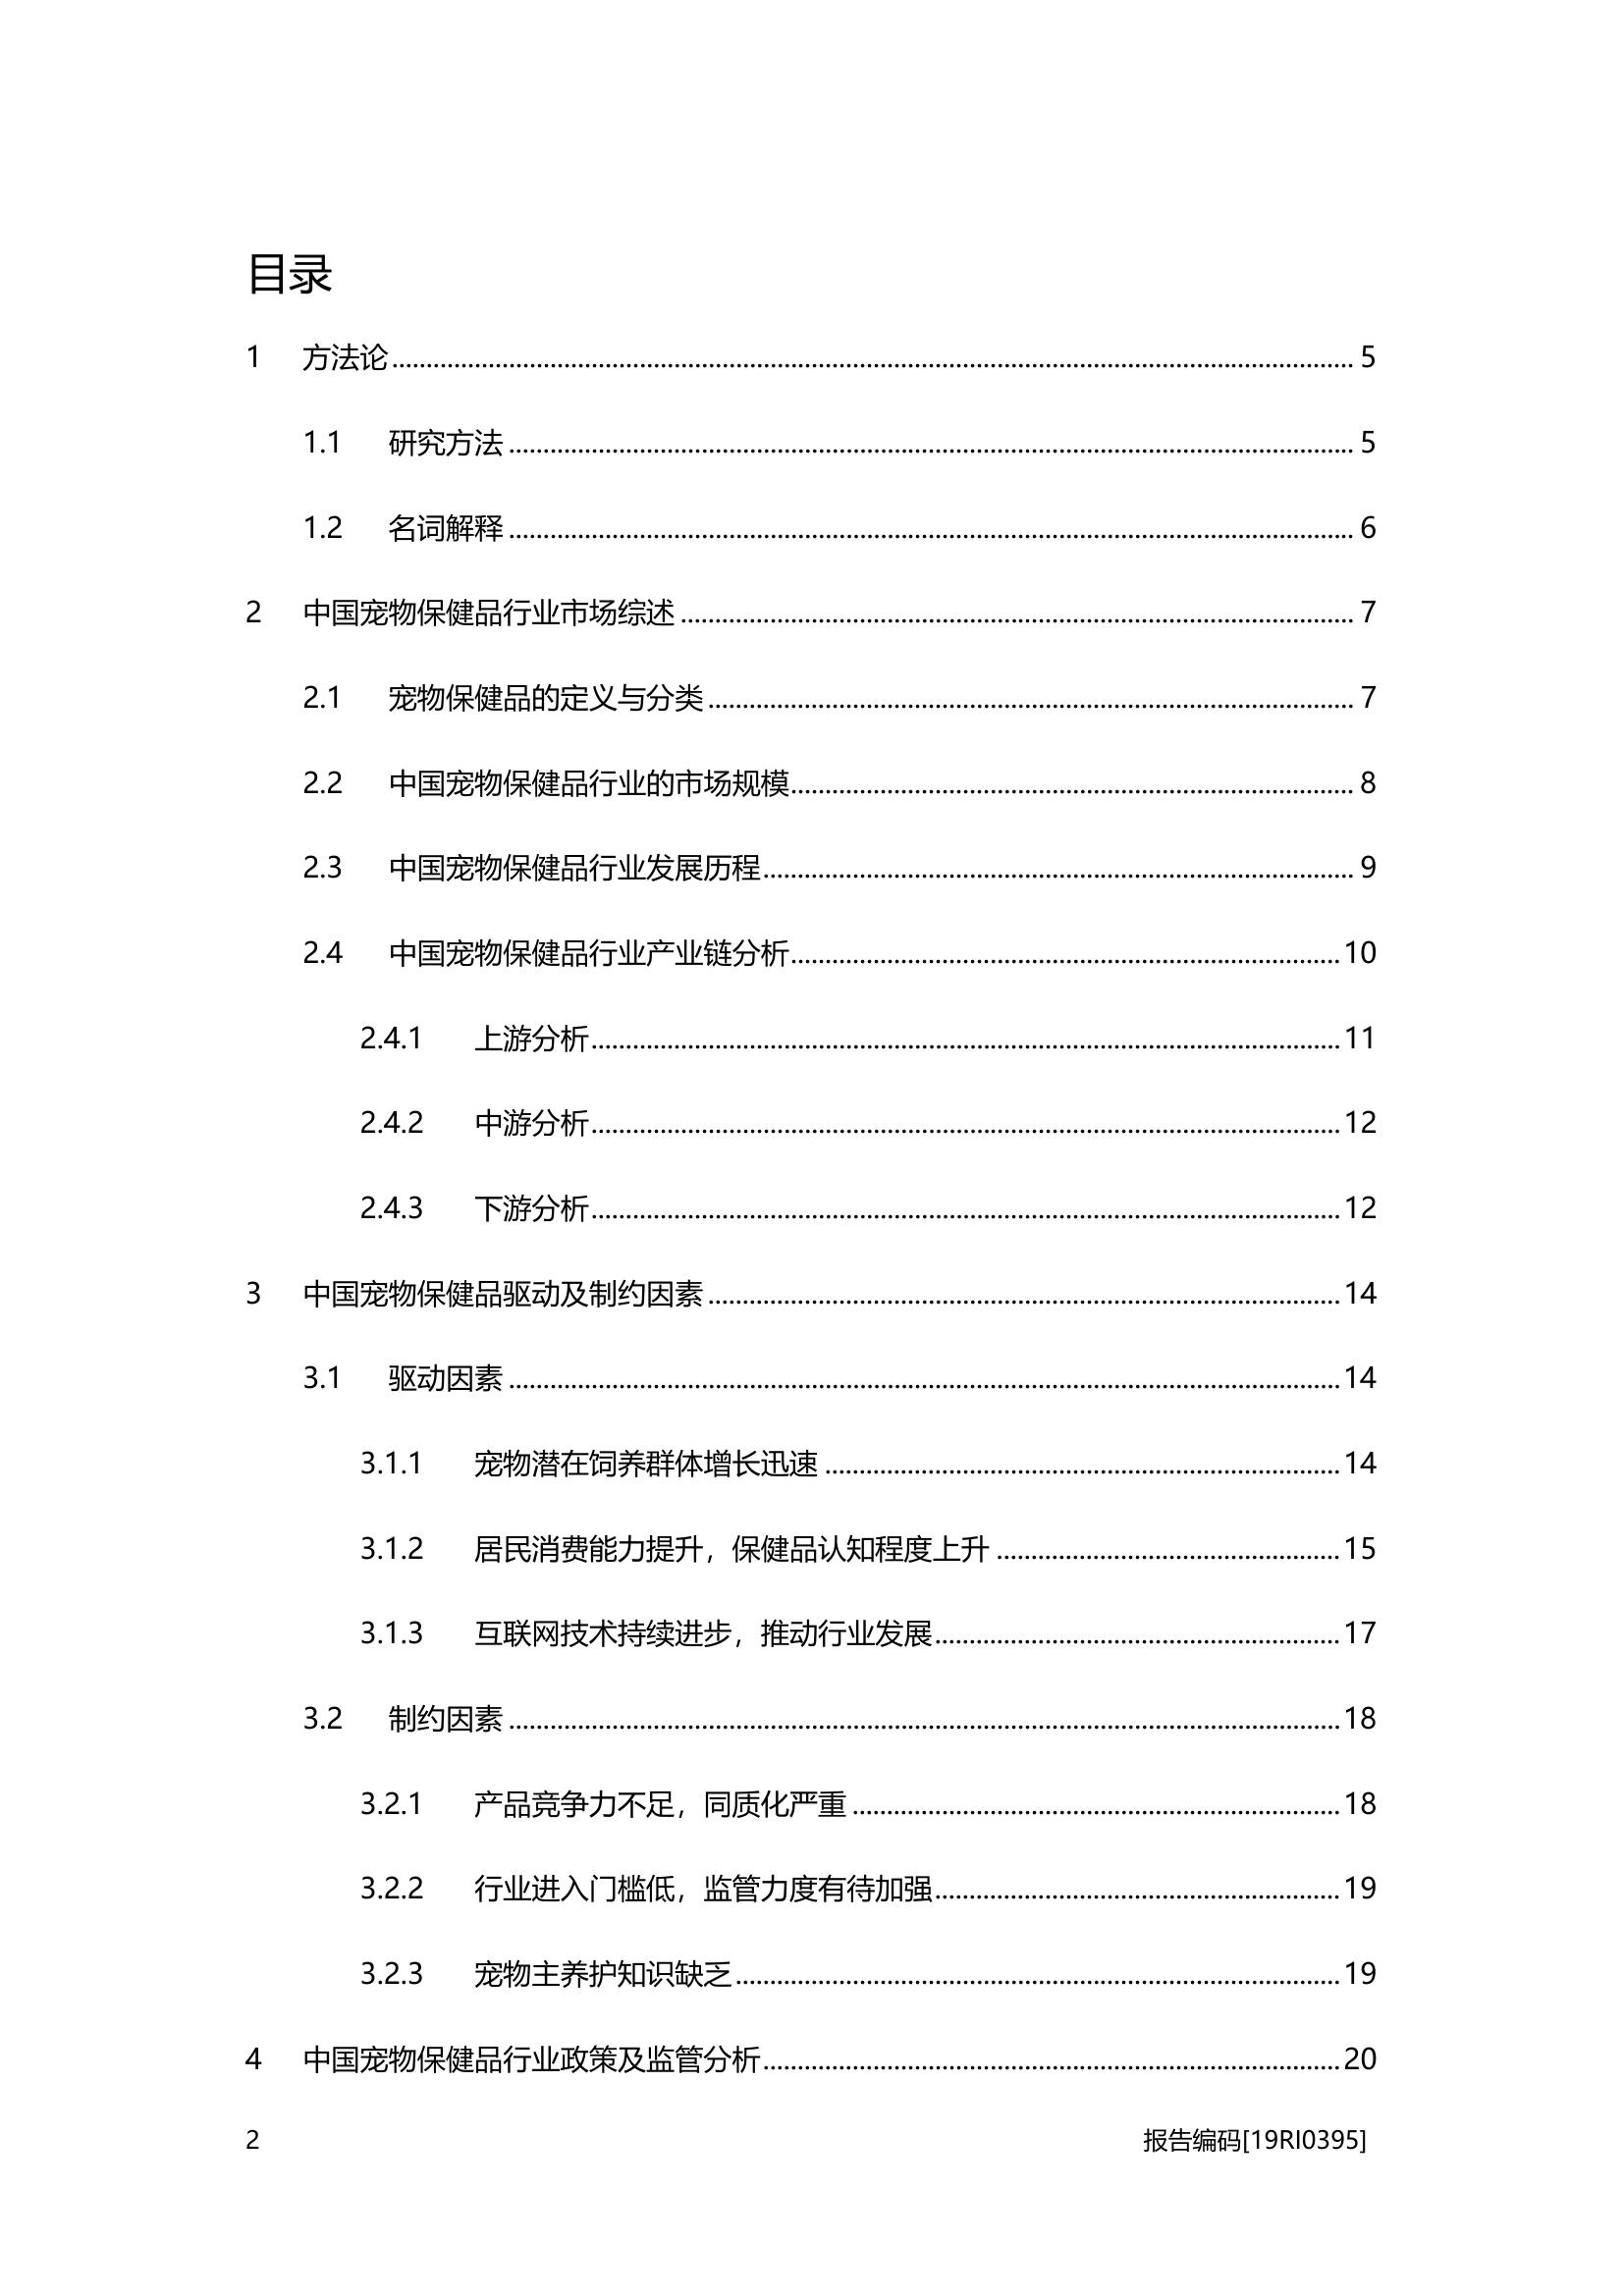 目录
1 方法论 5
1.1 研究方法 5
1.2 名词解释 6
2 中国宠物保健品行业市场综述 7
2.1 宠物保健品的定义与分类 7
2.2 中国宠物保健品行业的市场规模 8
2.3 中国宠物保健品行业发展历程 9
2.4 中国宠物保健品行业产业链分析 10
2.4.1 上游分析 11
2.4.2 中游分析 12
2.4.3 下游分析 12
3 中国宠物保健品驱动及制约因素 14
3.1 驱动因素 14
3.1.1 宠物潜在饲养群体增长迅速 14
3.1.2 居民消费能力提升，保健品认知程度上升 15
3.1.3 互联网技术持续进步，推动行业发展 17
3.2 制约因素 18
3.2.1 产品竞争力不足，同质化严重 18
3.2.2 行业进入门槛低，监管力度有待加强 19
3.2.3 宠物主养护知识缺乏 19
4 中国宠物保健品行业政策及监管分析 20
2 报告编码[19RI0395]